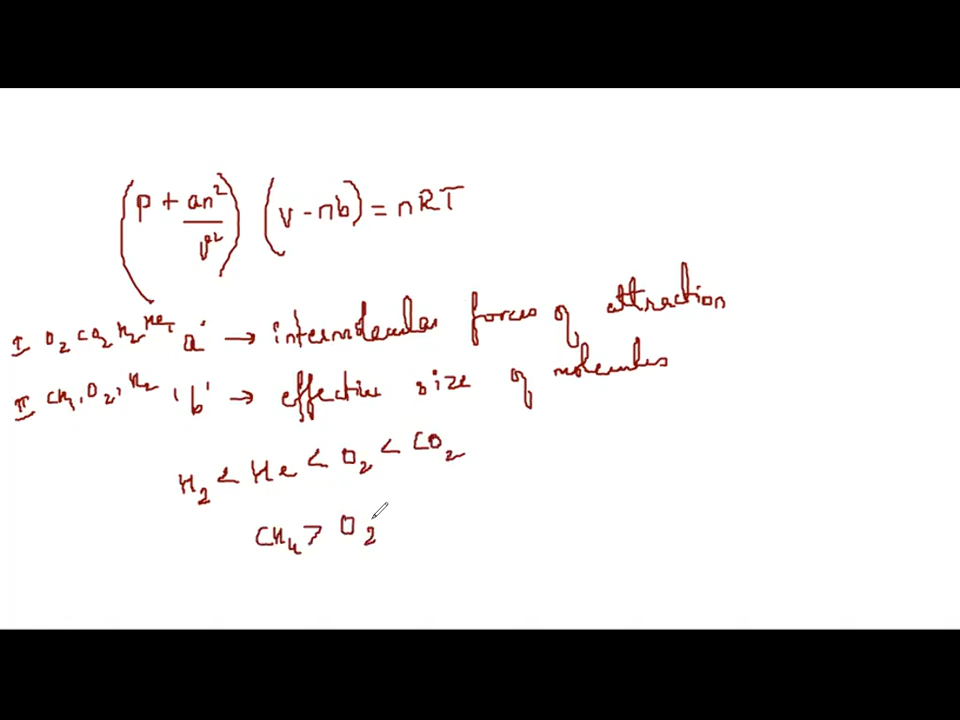 (P + an²/v²) (v - nb) = nRT
I O₂ CO₂ H₂ He, 'a' → intermolecular forces of attraction
II CH₄, O₂, H₂ 'b' → effective size of molecules
H₂ < He < O₂ < CO₂
CH₄ > O₂